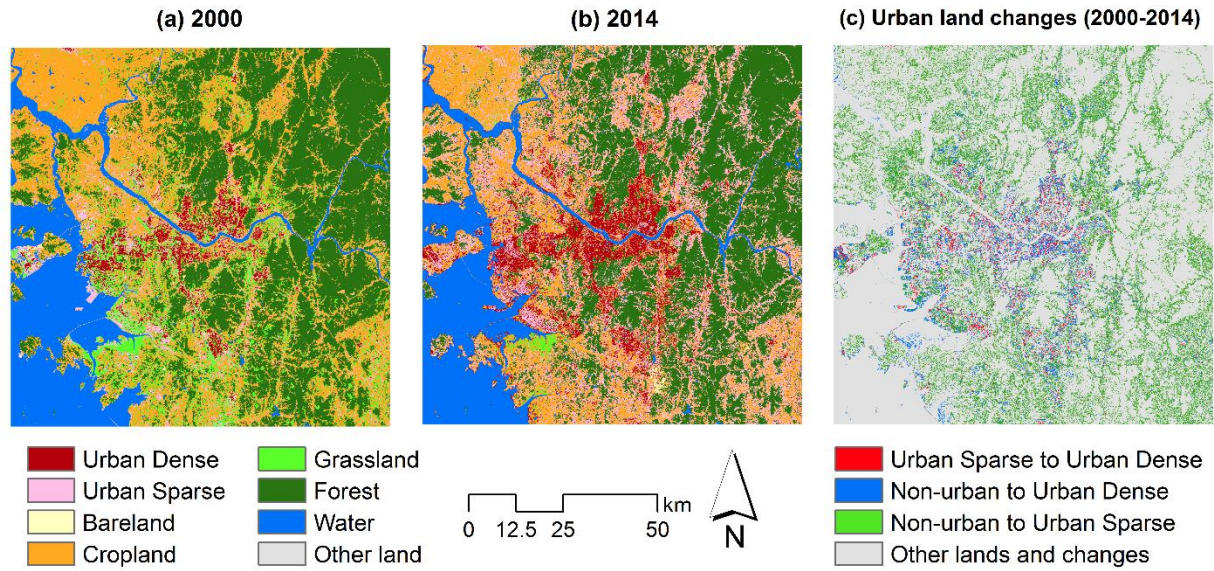 (a) 2000
(b) 2014
(c) Urban land changes (2000-2014)
Urban Dense
Urban Sparse
Bareland
Cropland
Grassland
Forest
Water
Other land
km
0 12.5 25 50
N
Urban Sparse to Urban Dense
Non-urban to Urban Dense
Non-urban to Urban Sparse
Other lands and changes